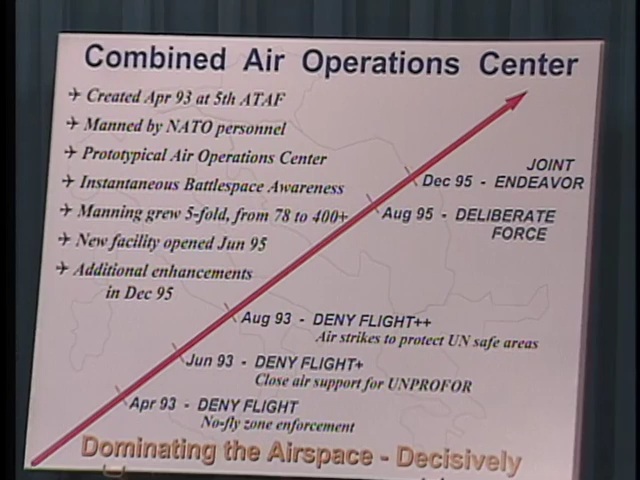 Combined Air Operations Center
Created Apr 93 at 5th ATAF
Manned by NATO personnel
Prototypical Air Operations Center
Instantaneous Battlespace Awareness
Manning grew 5-fold, from 78 to 400+
New facility opened Jun 95
Additional enhancements
in Dec 95
JOINT
Dec 95 - ENDEAVOR
Aug 95 - DELIBERATE
FORCE
Aug 93 - DENY FLIGHT++
Air strikes to protect UN safe areas
Jun 93 - DENY FLIGHT+
Close air support for UNPROFOR
Apr 93 - DENY FLIGHT
No-fly zone enforcement
Dominating the Airspace - Decisively